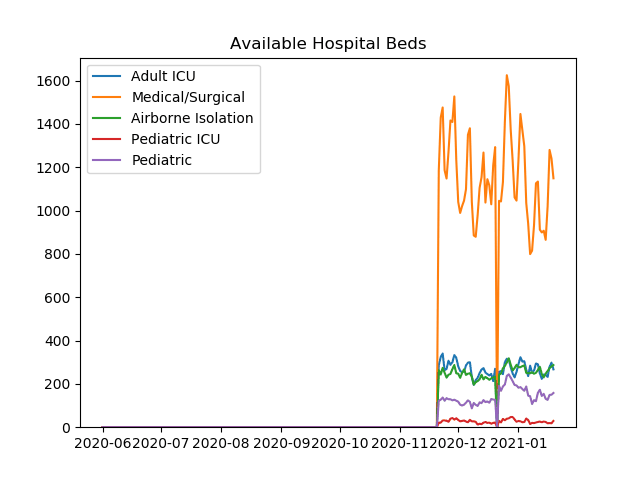 Available Hospital Beds
Adult ICU
Medical/Surgical
Airborne Isolation
Pediatric ICU
Pediatric
1600
1400
1200
1000
800
600
400
200
0
2020-06 2020-07 2020-08 2020-09 2020-10 2020-11 2020-12 2021-01